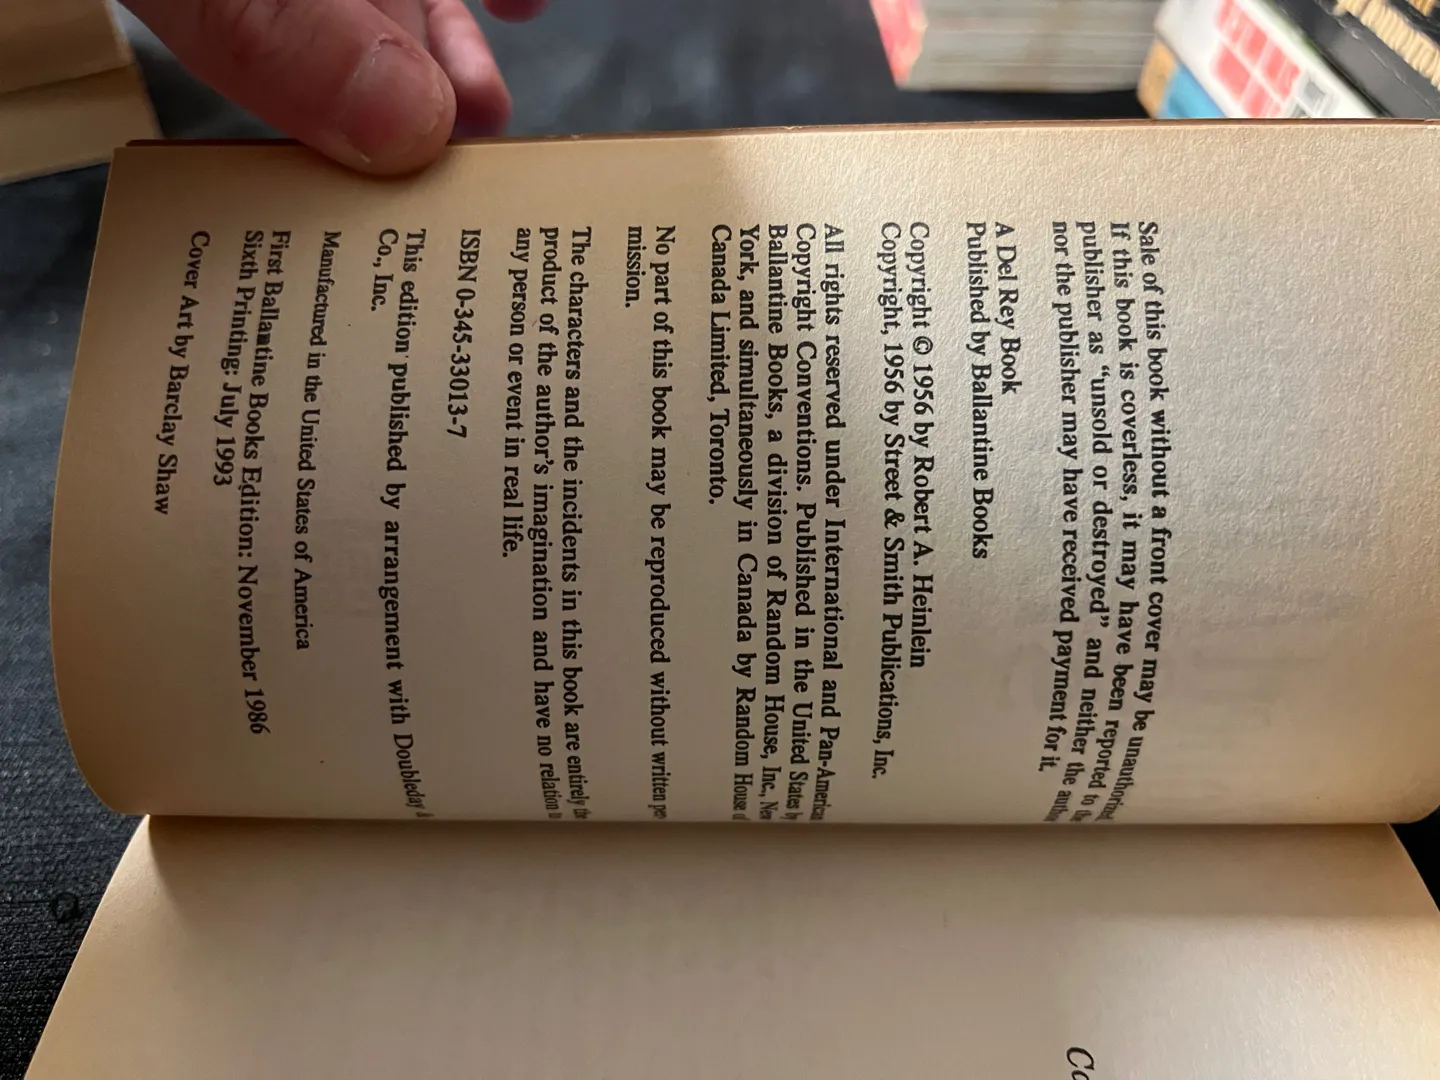 Sale of this book without a front cover may be unauthorized.
If this book is coverless, it may have been reported to the
publisher as "unsold or destroyed" and neither the author
nor the publisher may have received payment for it.
A Del Rey Book
Published by Ballantine Books
Copyright © 1956 by Robert A. Heinlein
Copyright, 1956 by Street & Smith Publications, Inc.
All rights reserved under International and Pan-American
Copyright Conventions. Published in the United States by
Ballantine Books, a division of Random House, Inc., New
York, and simultaneously in Canada by Random House of
Canada Limited, Toronto.
No part of this book may be reproduced without written per
mission.
The characters and the incidents in this book are entirely the
product of the author's imagination and have no relation to
any person or event in real life.
ISBN 0-345-33013-7
This edition published by arrangement with Doubleday &
Co., Inc.
Manufactured in the United States of America
First Ballantine Books Edition: November 1986
Sixth Printing: July 1993
Cover Art by Barclay Shaw